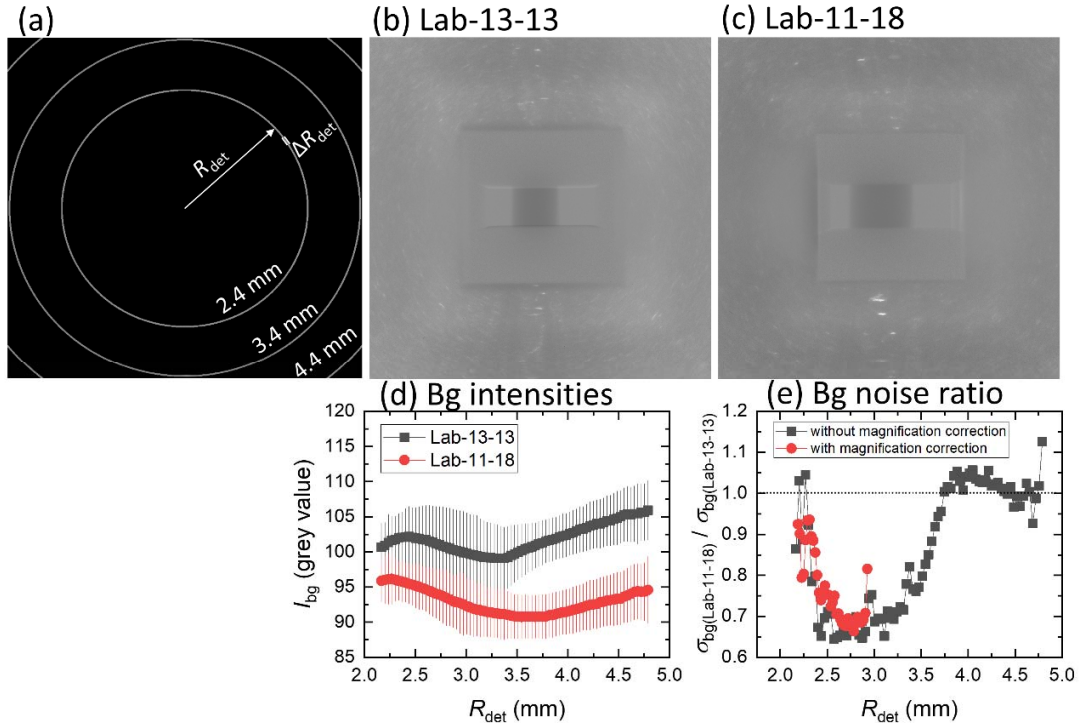 (a)
(b) Lab-13-13
(c) Lab-11-18
R_det
ΔR_det
2.4 mm
3.4 mm
4.4 mm
(d) Bg intensities
120
115
110
105
100
95
90
85
I_bg (grey value)
Lab-13-13
Lab-11-18
2.0 2.5 3.0 3.5 4.0 4.5 5.0
R_det (mm)
(e) Bg noise ratio
1.2
1.1
1.0
0.9
0.8
0.7
0.6
σ_bg(Lab-11-18) / σ_bg(Lab-13-13)
without magnification correction
with magnification correction
1.5 2.0 2.5 3.0 3.5 4.0 4.5 5.0
R_det (mm)